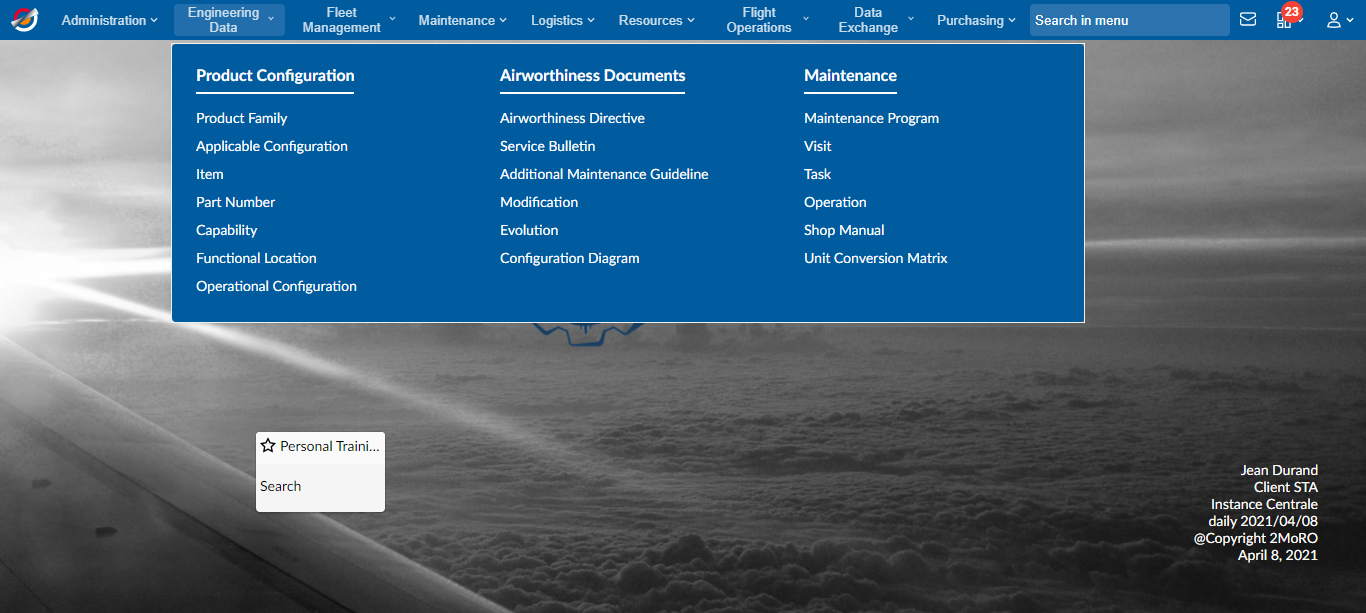 Administration
Engineering
Data
Fleet
Management
Maintenance
Logistics
Resources
Flight
Operations
Data
Exchange
Purchasing
Search in menu
23
Product Configuration
Product Family
Applicable Configuration
Item
Part Number
Capability
Functional Location
Operational Configuration
Airworthiness Documents
Airworthiness Directive
Service Bulletin
Additional Maintenance Guideline
Modification
Evolution
Configuration Diagram
Maintenance
Maintenance Program
Visit
Task
Operation
Shop Manual
Unit Conversion Matrix
Personal Traini...
Search
Jean Durand
Client STA
Instance Centrale
daily 2021/04/08
@Copyright 2MoRO
April 8, 2021